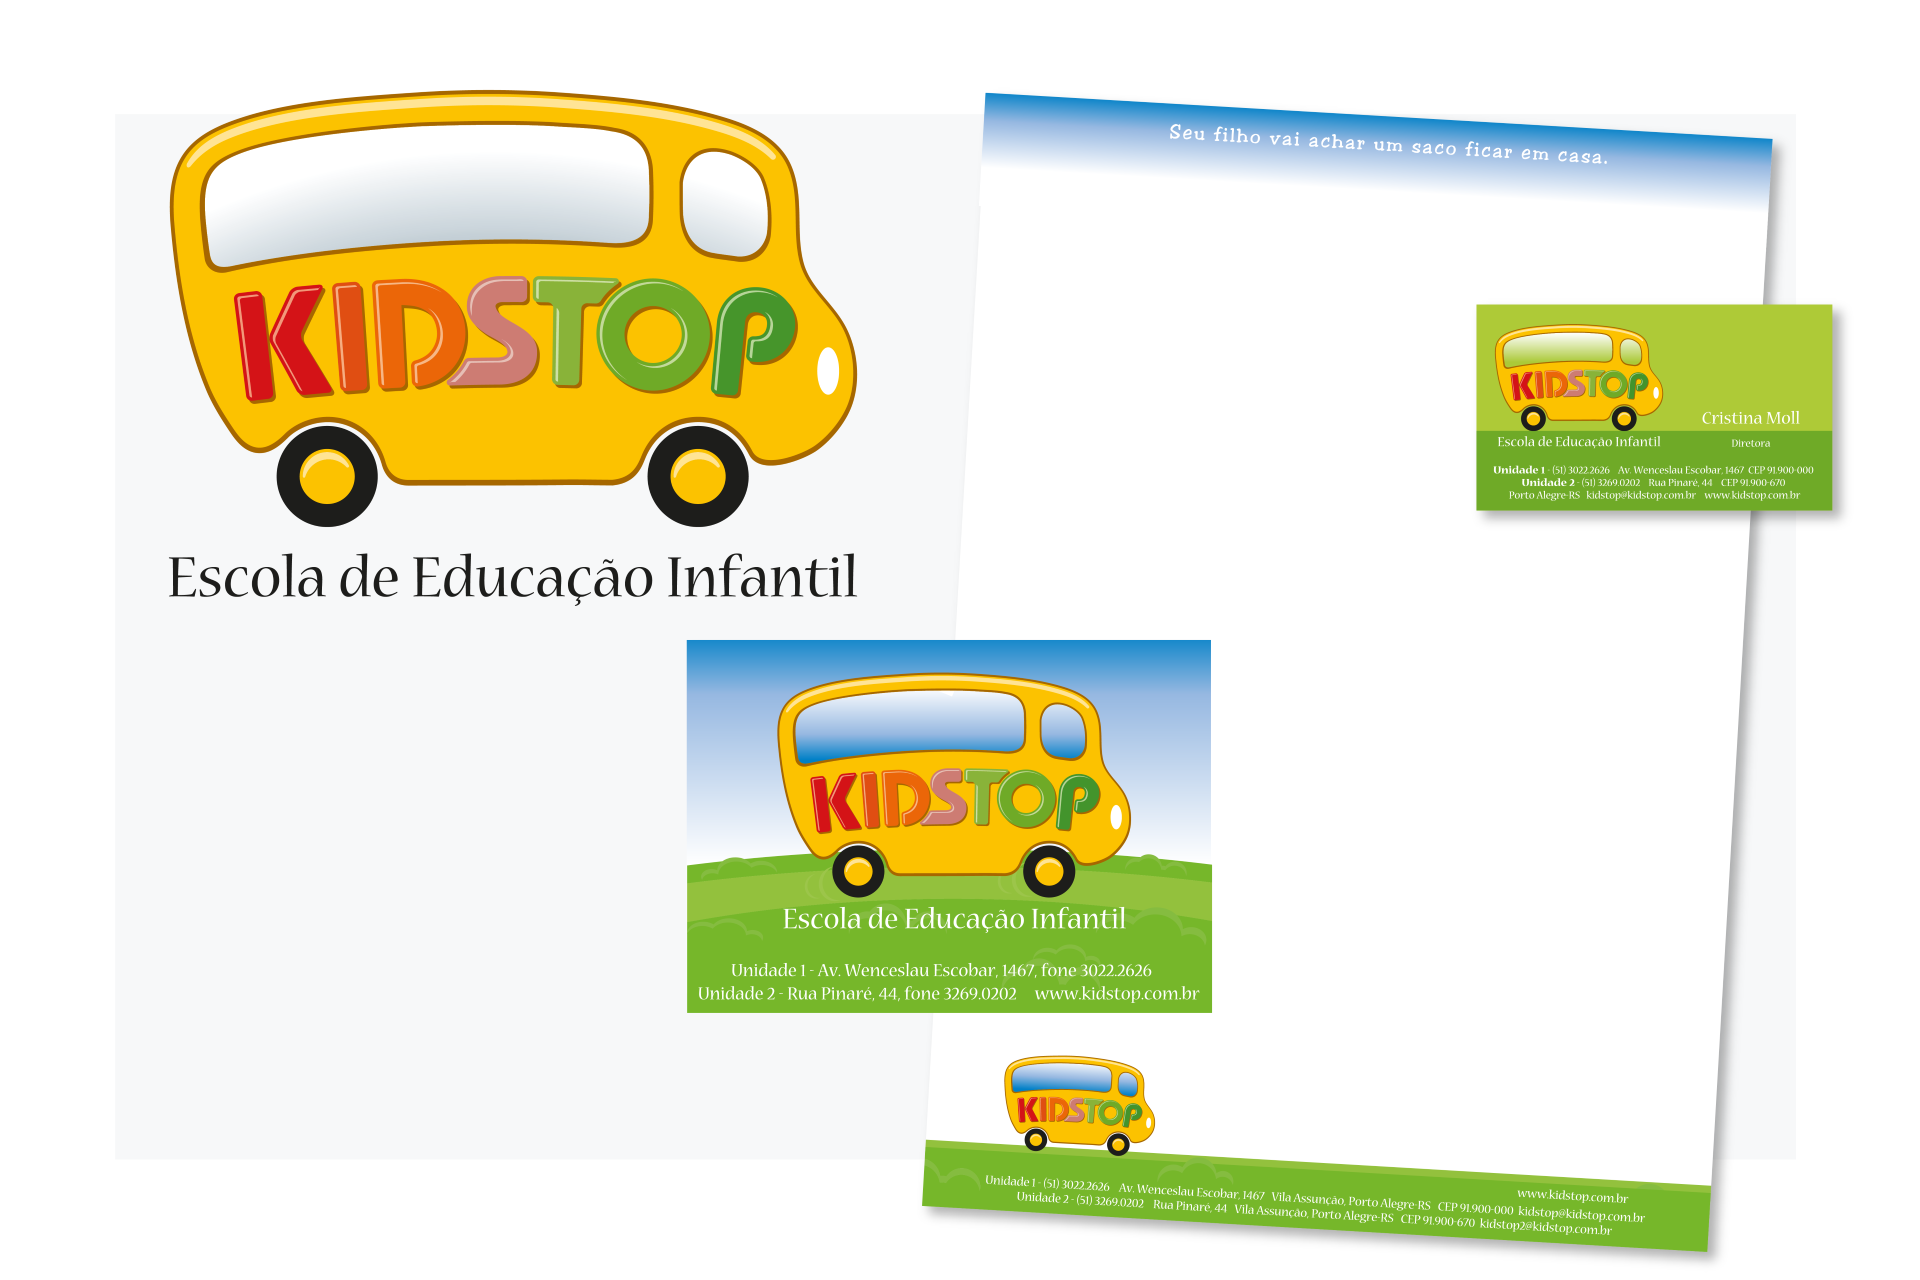 KIDSTOP
Escola de Educação Infantil
Seu filho vai achar um saco ficar em casa.
KIDSTOP
Escola de Educação Infantil
Cristina Moll
Diretora
Unidade 1 - (51) 3022.2626 Av. Wenceslau Escobar, 1467 CEP 91.900-000
Unidade 2 - (51) 3269.0202 Rua Pinaré, 44 CEP 91.900-670
Porto Alegre-RS kidstop@kidstop.com.br www.kidstop.com.br
KIDSTOP
Escola de Educação Infantil
Unidade 1 - Av. Wenceslau Escobar, 1467, fone 3022.2626
Unidade 2 - Rua Pinaré, 44, fone 3269.0202 www.kidstop.com.br
KIDSTOP
www.kidstop.com.br
Unidade 1 - (51) 3022.2626 Av. Wenceslau Escobar, 1467 Vila Assunção, Porto Alegre-RS CEP 91.900-000 kidstop@kidstop.com.br
Unidade 2 - (51) 3269.0202 Rua Pinaré, 44 Vila Assunção, Porto Alegre-RS CEP 91.900-670 kidstop2@kidstop.com.br